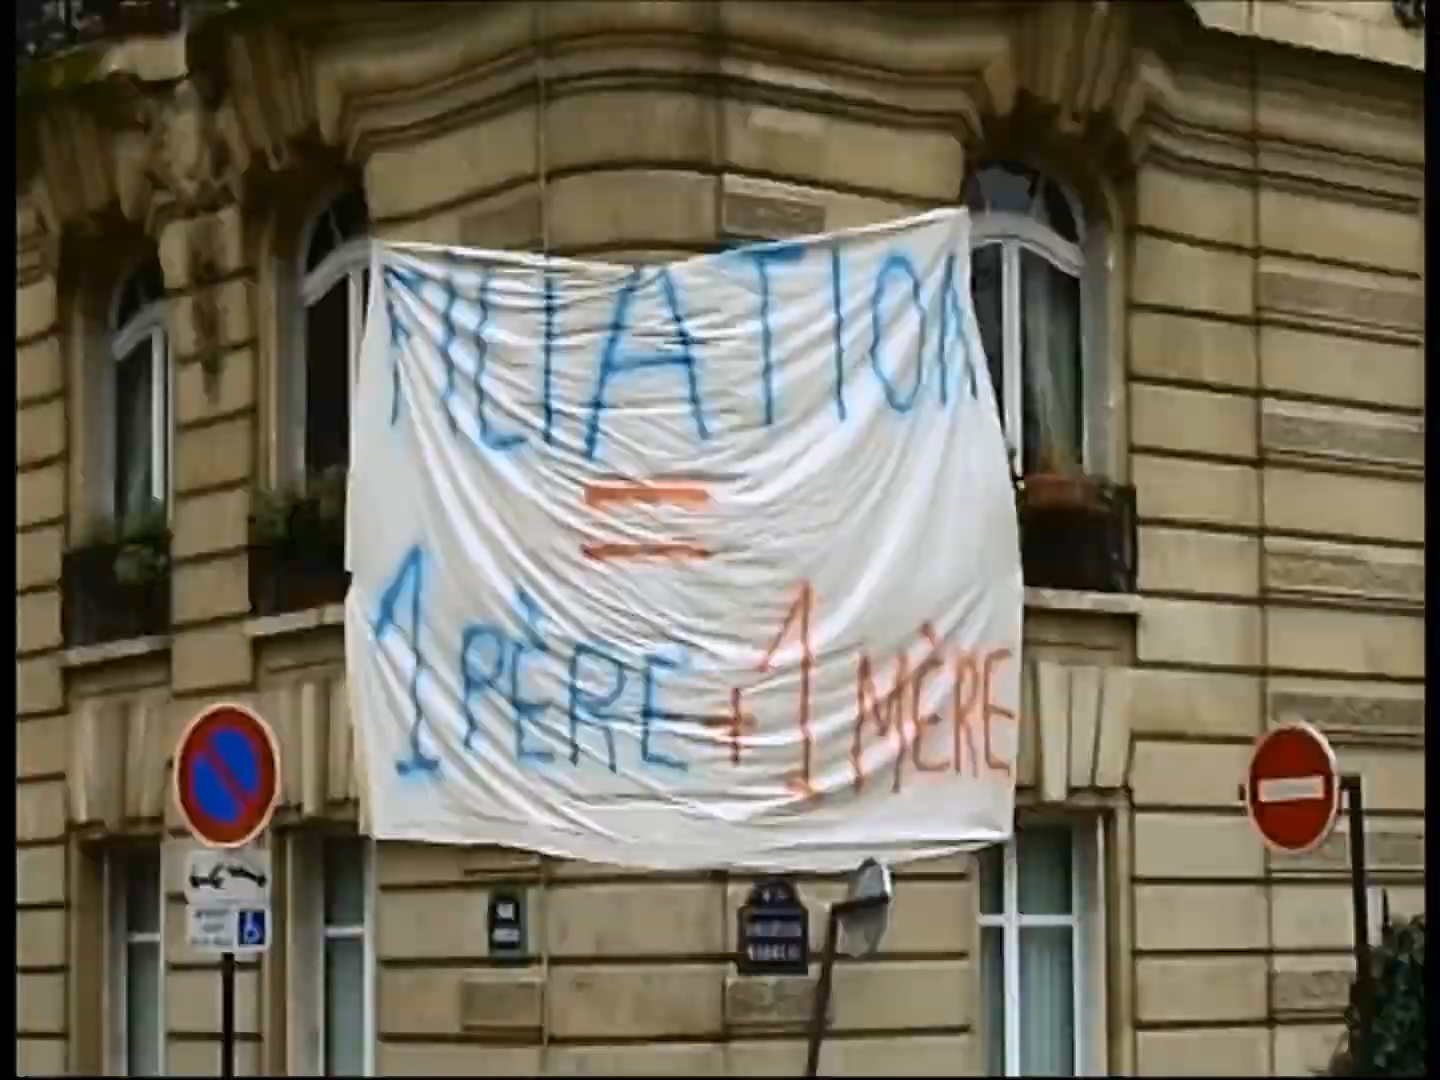 FILIATION
=
1 PÈRE + 1 MÈRE